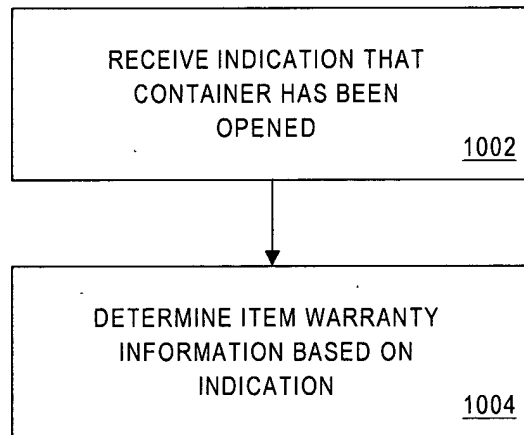 RECEIVE INDICATION THAT
CONTAINER HAS BEEN
OPENED
1002
DETERMINE ITEM WARRANTY
INFORMATION BASED ON
INDICATION
1004